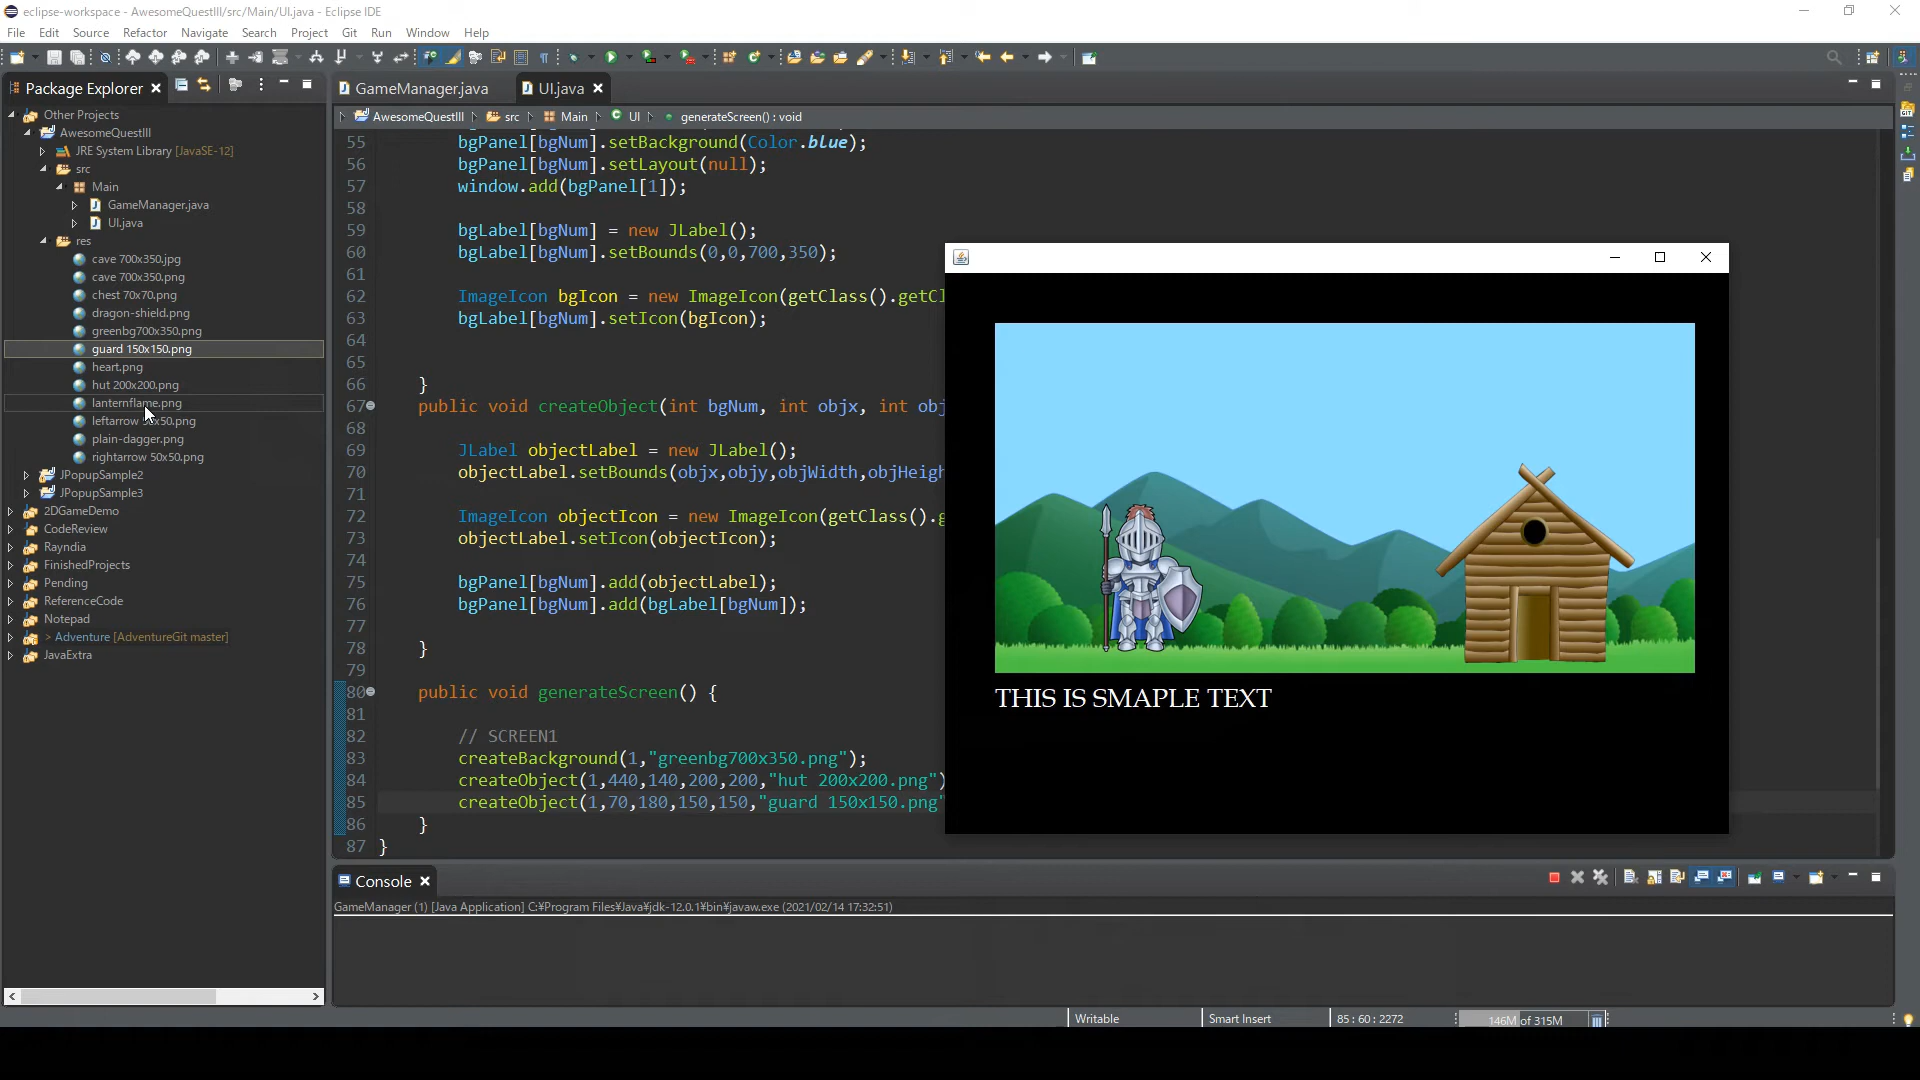 eclipse-workspace - AwesomeQuestIII/src/Main/UI.java - Eclipse IDE
File Edit Source Refactor Navigate Search Project Git Run Window Help
Package Explorer
GameManager.java
UI.java
AwesomeQuestIII src Main UI generateScreen() : void
Other Projects
AwesomeQuestIII
JRE System Library [JavaSE-12]
src
Main
GameManager.java
UI.java
res
cave 700x350.jpg
cave 700x350.png
chest 70x70.png
dragon-shield.png
greenbg700x350.png
guard 150x150.png
heart.png
hut 200x200.png
lanternflame.png
leftarrow x50.png
plain-dagger.png
rightarrow 50x50.png
JPopupSample2
JPopupSample3
2DGameDemo
CodeReview
Rayndia
FinishedProjects
Pending
ReferenceCode
Notepad
> Adventure [AdventureGit master]
JavaExtra
55 bgPanel[bgNum].setBackground(Color.blue);
56 bgPanel[bgNum].setLayout(null);
57 window.add(bgPanel[1]);
58
59 bgLabel[bgNum] = new JLabel();
60 bgLabel[bgNum].setBounds(0,0,700,350);
61
62 ImageIcon bgIcon = new ImageIcon(getClass().getCl
63 bgLabel[bgNum].setIcon(bgIcon);
64
65
66 }
67 public void createObject(int bgNum, int objx, int obj
68
69 JLabel objectLabel = new JLabel();
70 objectLabel.setBounds(objx,objy,objWidth,objHeigh
71
72 ImageIcon objectIcon = new ImageIcon(getClass().g
73 objectLabel.setIcon(objectIcon);
74
75 bgPanel[bgNum].add(objectLabel);
76 bgPanel[bgNum].add(bgLabel[bgNum]);
77
78 }
79
80 public void generateScreen() {
81
82 // SCREEN1
83 createBackground(1,"greenbg700x350.png");
84 createObject(1,440,140,200,200,"hut 200x200.png")
85 createObject(1,70,180,150,150,"guard 150x150.png"
86 }
87 }
THIS IS SMAPLE TEXT
Console
GameManager (1) [Java Application] C:¥Program Files¥Java¥jdk-12.0.1¥bin¥javaw.exe (2021/02/14 17:32:51)
Writable Smart Insert 85 : 60 : 2272 146M of 315M